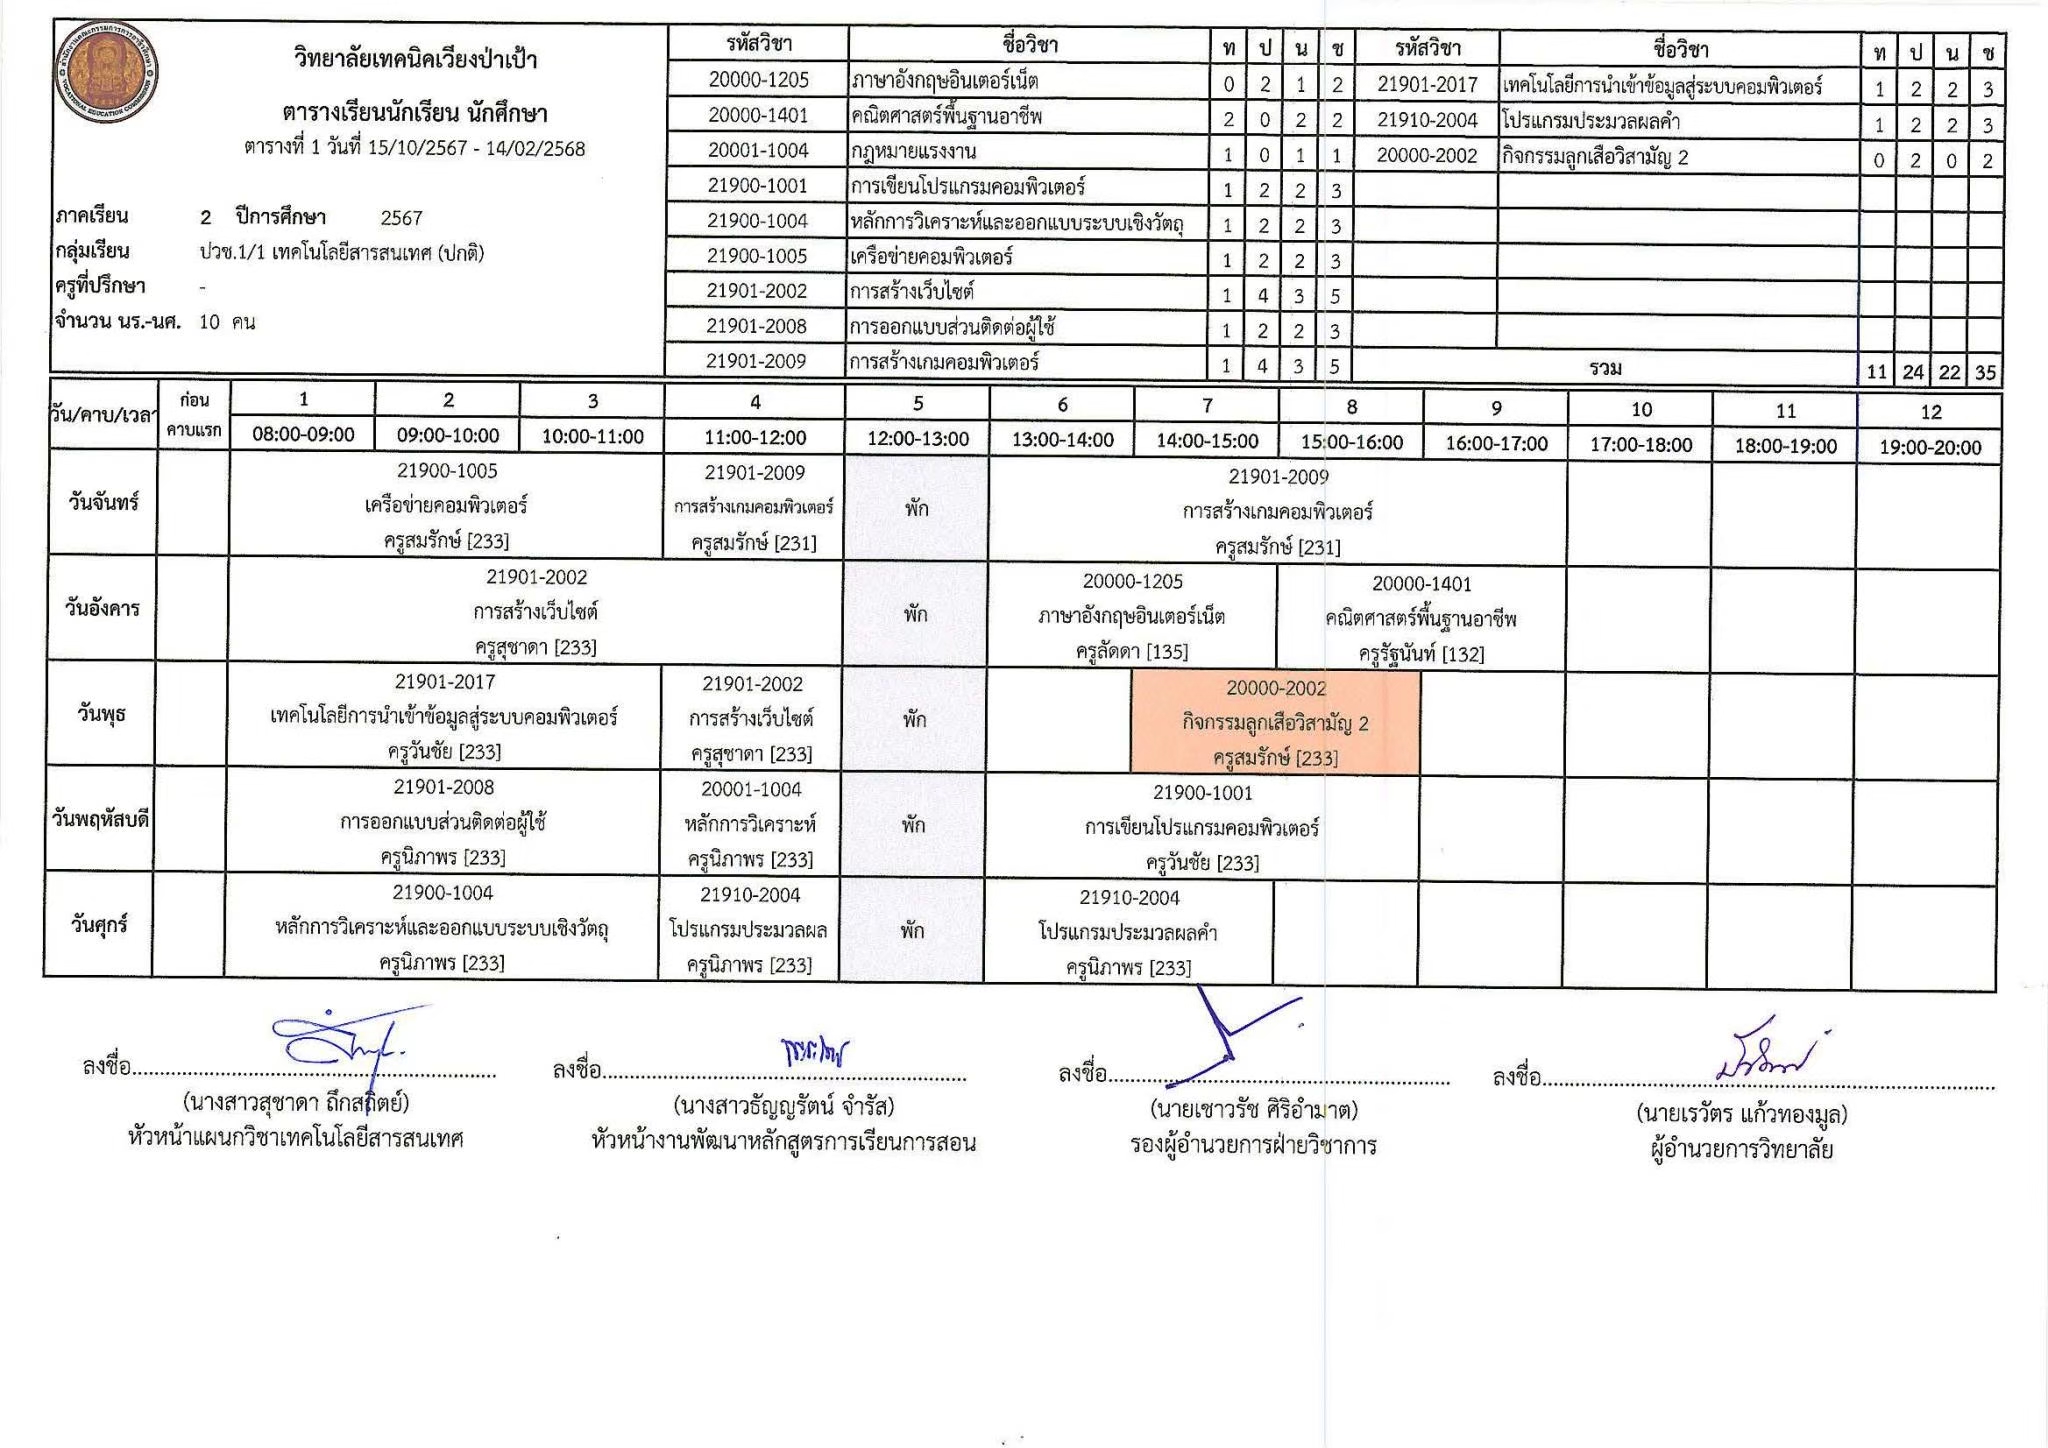 วิทยาลัยเทคนิคเวียงป่าเป้า
ตารางเรียนนักเรียน นักศึกษา
ตารางที่ 1 วันที่ 15/10/2567 - 14/02/2568
ภาคเรียน 2 ปีการศึกษา 2567
กลุ่มเรียน ปวช.1/1 เทคโนโลยีสารสนเทศ (ปกติ)
ครูที่ปรึกษา -
จำนวน นร.-นศ. 10 คน
รหัสวิชา ชื่อวิชา ท ป น ช รหัสวิชา ชื่อวิชา ท ป น ช
20000-1205 ภาษาอังกฤษอินเตอร์เน็ต 0 2 1 2 21901-2017 เทคโนโลยีการนำเข้าข้อมูลสู่ระบบคอมพิวเตอร์ 1 2 2 3
20000-1401 คณิตศาสตร์พื้นฐานอาชีพ 2 0 2 2 21910-2004 โปรแกรมประมวลผลคำ 1 2 2 3
20001-1004 กฎหมายแรงงาน 1 0 1 1 20000-2002 กิจกรรมลูกเสือวิสามัญ 2 0 2 0 2
21900-1001 การเขียนโปรแกรมคอมพิวเตอร์ 1 2 2 3
21900-1004 หลักการวิเคราะห์และออกแบบระบบเชิงวัตถุ 1 2 2 3
21900-1005 เครือข่ายคอมพิวเตอร์ 1 2 2 3
21901-2002 การสร้างเว็บไซต์ 1 4 3 5
21901-2008 การออกแบบส่วนติดต่อผู้ใช้ 1 2 2 3
21901-2009 การสร้างเกมคอมพิวเตอร์ 1 4 3 5 รวม 11 24 22 35
วัน/คาบ/เวลา ก่อน 1 2 3 4 5 6 7 8 9 10 11 12
คาบแรก 08:00-09:00 09:00-10:00 10:00-11:00 11:00-12:00 12:00-13:00 13:00-14:00 14:00-15:00 15:00-16:00 16:00-17:00 17:00-18:00 18:00-19:00 19:00-20:00
21900-1005 21901-2009 21901-2009
วันจันทร์ เครือข่ายคอมพิวเตอร์ การสร้างเกมคอมพิวเตอร์ พัก การสร้างเกมคอมพิวเตอร์
ครูสมรักษ์ [233] ครูสมรักษ์ [231] ครูสมรักษ์ [231]
21901-2002 20000-1205 20000-1401
วันอังคาร การสร้างเว็บไซต์ พัก ภาษาอังกฤษอินเตอร์เน็ต คณิตศาสตร์พื้นฐานอาชีพ
ครูสุชาดา [233] ครูลัดดา [135] ครูรัฐนันท์ [132]
21901-2017 21901-2002 20000-2002
วันพุธ เทคโนโลยีการนำเข้าข้อมูลสู่ระบบคอมพิวเตอร์ การสร้างเว็บไซต์ พัก กิจกรรมลูกเสือวิสามัญ 2
ครูวันชัย [233] ครูสุชาดา [233] ครูสมรักษ์ [233]
21901-2008 20001-1004 21900-1001
วันพฤหัสบดี การออกแบบส่วนติดต่อผู้ใช้ หลักการวิเคราะห์ พัก การเขียนโปรแกรมคอมพิวเตอร์
ครูนิภาพร [233] ครูนิภาพร [233] ครูวันชัย [233]
21900-1004 21910-2004 21910-2004
วันศุกร์ หลักการวิเคราะห์และออกแบบระบบเชิงวัตถุ โปรแกรมประมวลผล พัก โปรแกรมประมวลผลคำ
ครูนิภาพร [233] ครูนิภาพร [233] ครูนิภาพร [233]
ลงชื่อ ลงชื่อ ลงชื่อ ลงชื่อ
(นางสาวสุชาดา ถึกสถิตย์) (นางสาวธัญญรัตน์ จำรัส) (นายเชาวรัช ศิริอำมาต) (นายเรวัตร แก้วทองมูล)
หัวหน้าแผนกวิชาเทคโนโลยีสารสนเทศ หัวหน้างานพัฒนาหลักสูตรการเรียนการสอน รองผู้อำนวยการฝ่ายวิชาการ ผู้อำนวยการวิทยาลัย